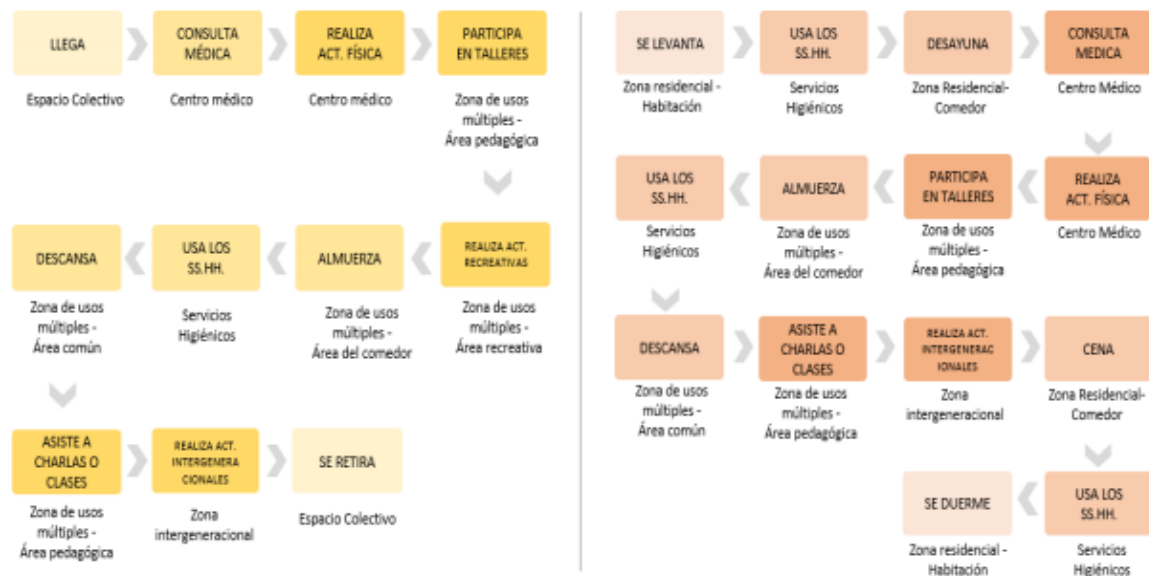 LLEGA
Espacio Colectivo
CONSULTA
MÉDICA
Centro médico
REALIZA
ACT. FÍSICA
Centro médico
PARTICIPA
EN TALLERES
Zona de usos
múltiples -
Área pedagógica
REALIZA ACT.
RECREATIVAS
Zona de usos
múltiples -
Área recreativa
ALMUERZA
Zona de usos
múltiples -
Área del comedor
USA LOS
SS.HH.
Servicios
Higiénicos
DESCANSA
Zona de usos
múltiples -
Área común
ASISTE A
CHARLAS O
CLASES
Zona de usos
múltiples -
Área pedagógica
REALIZA ACT.
INTERGENERA
CIONALES
Zona
intergeneracional
SE RETIRA
Espacio Colectivo
SE LEVANTA
Zona residencial -
Habitación
USA LOS
SS.HH.
Servicios
Higiénicos
DESAYUNA
Zona Residencial-
Comedor
CONSULTA
MEDICA
Centro Médico
REALIZA
ACT. FÍSICA
Centro Médico
PARTICIPA
EN TALLERES
Zona de usos
múltiples -
Área pedagógica
ALMUERZA
Zona de usos
múltiples -
Área del comedor
USA LOS
SS.HH.
Servicios
Higiénicos
DESCANSA
Zona de usos
múltiples -
Área común
ASISTE A
CHARLAS O
CLASES
Zona de usos
múltiples -
Área pedagógica
REALIZA ACT.
INTERGENERAC
IONALES
Zona
intergeneracional
CENA
Zona Residencial-
Comedor
USA LOS
SS.HH.
Servicios
Higiénicos
SE DUERME
Zona residencial -
Habitación